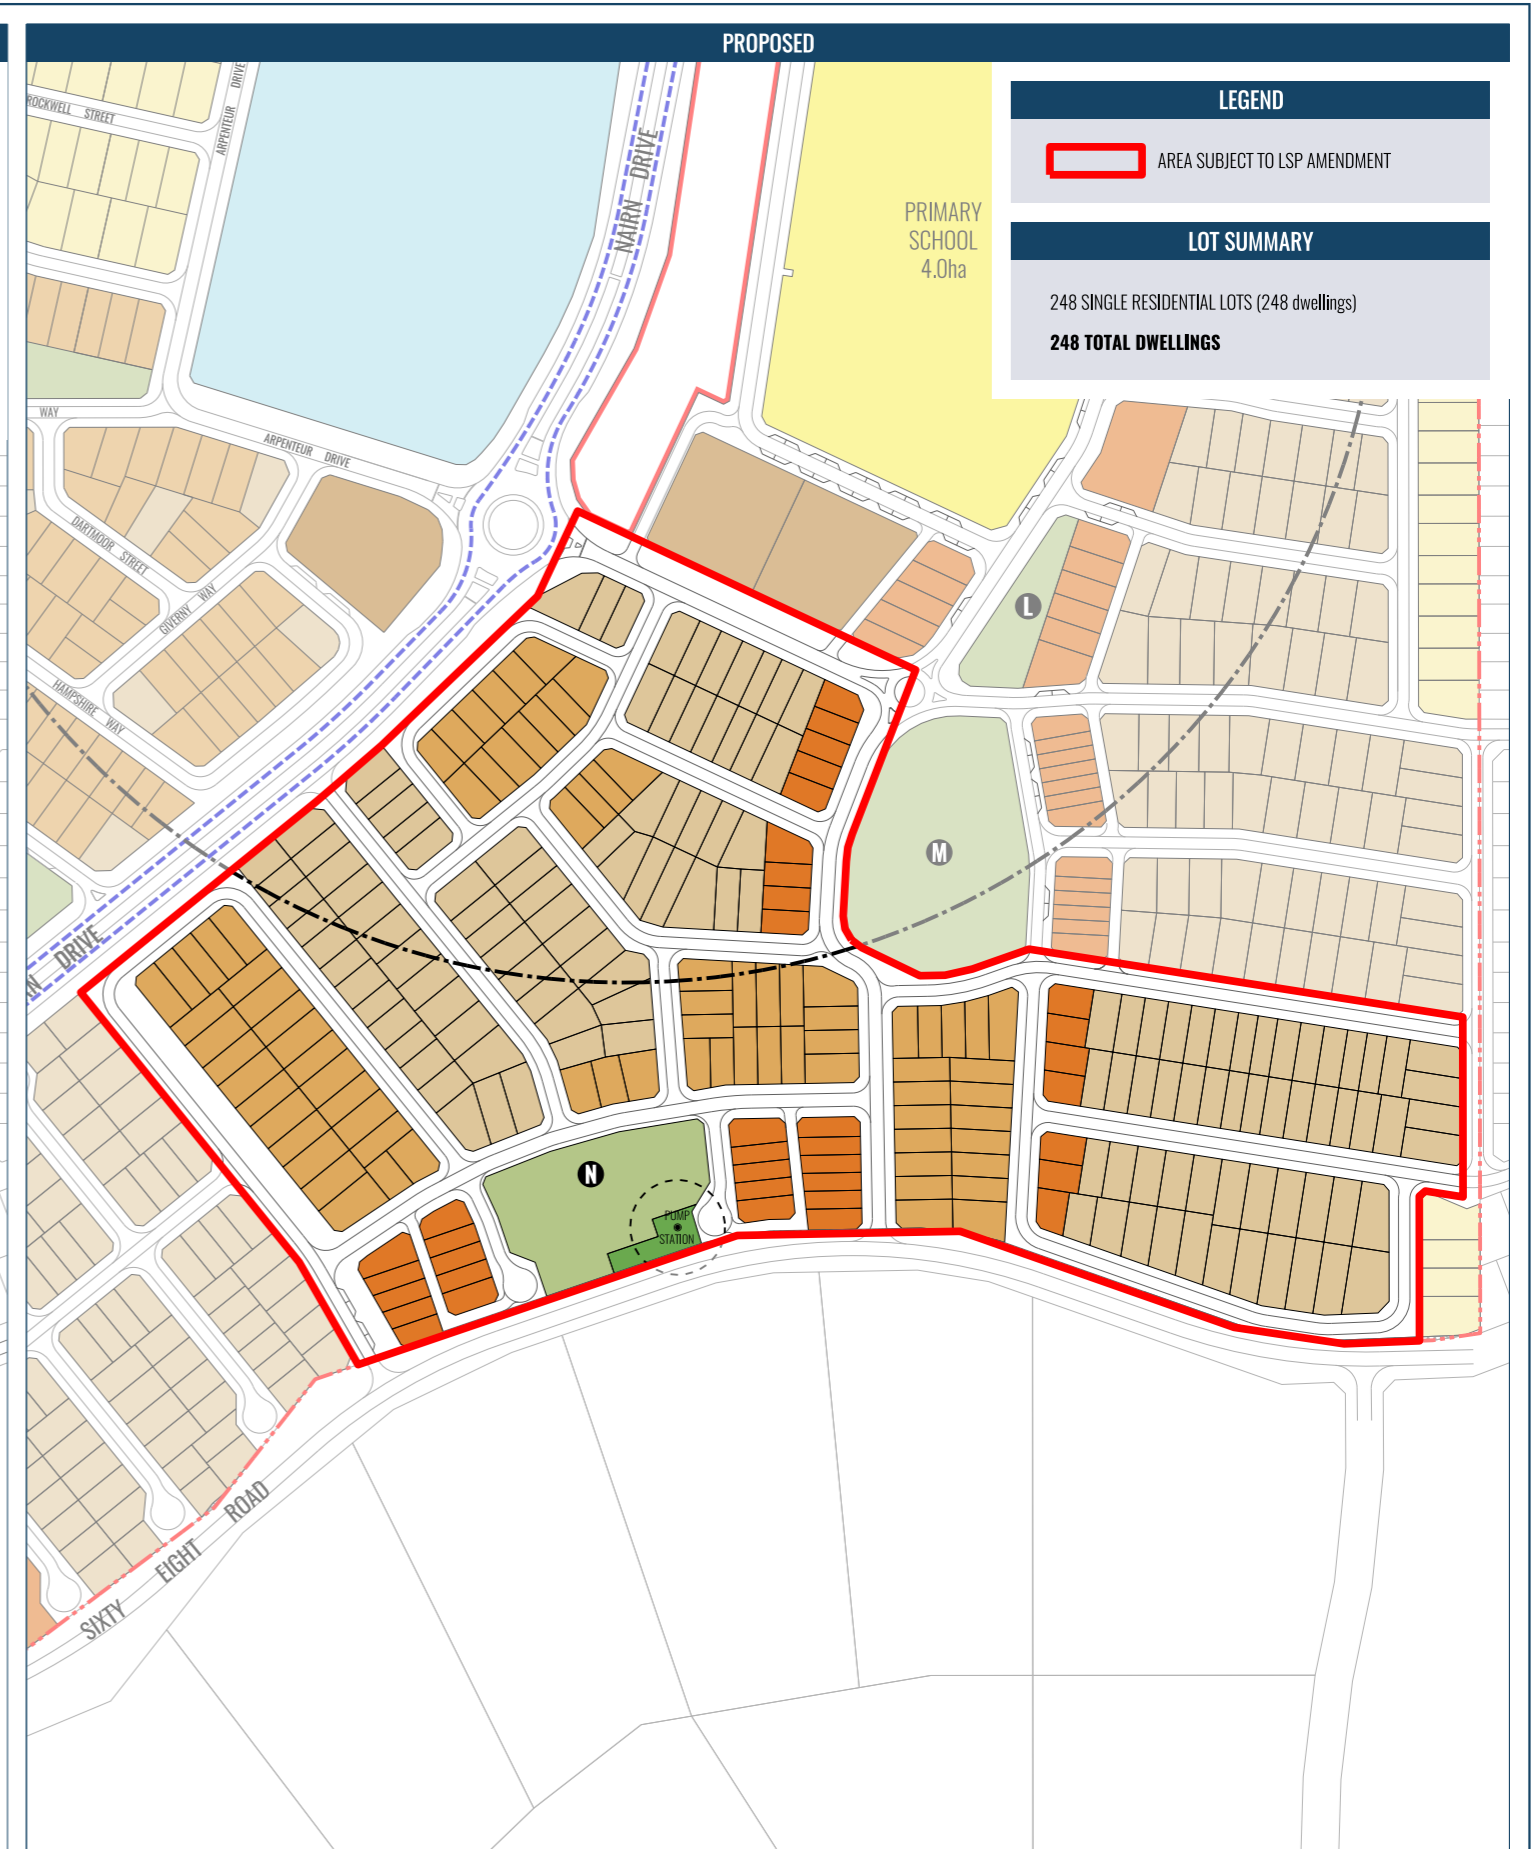 PROPOSED
LEGEND
AREA SUBJECT TO LSP AMENDMENT
LOT SUMMARY
248 SINGLE RESIDENTIAL LOTS (248 dwellings)
248 TOTAL DWELLINGS
ROCKWELL STREET
ARPENTEUR DRIVE
NAIRN DRIVE
PRIMARY
SCHOOL
4.0ha
WAY
ARPENTEUR DRIVE
DARTMOOR STREET
GIVERNY WAY
HAMPSHIRE WAY
L
M
DRIVE
N
PUMP
STATION
SIXTY EIGHT ROAD